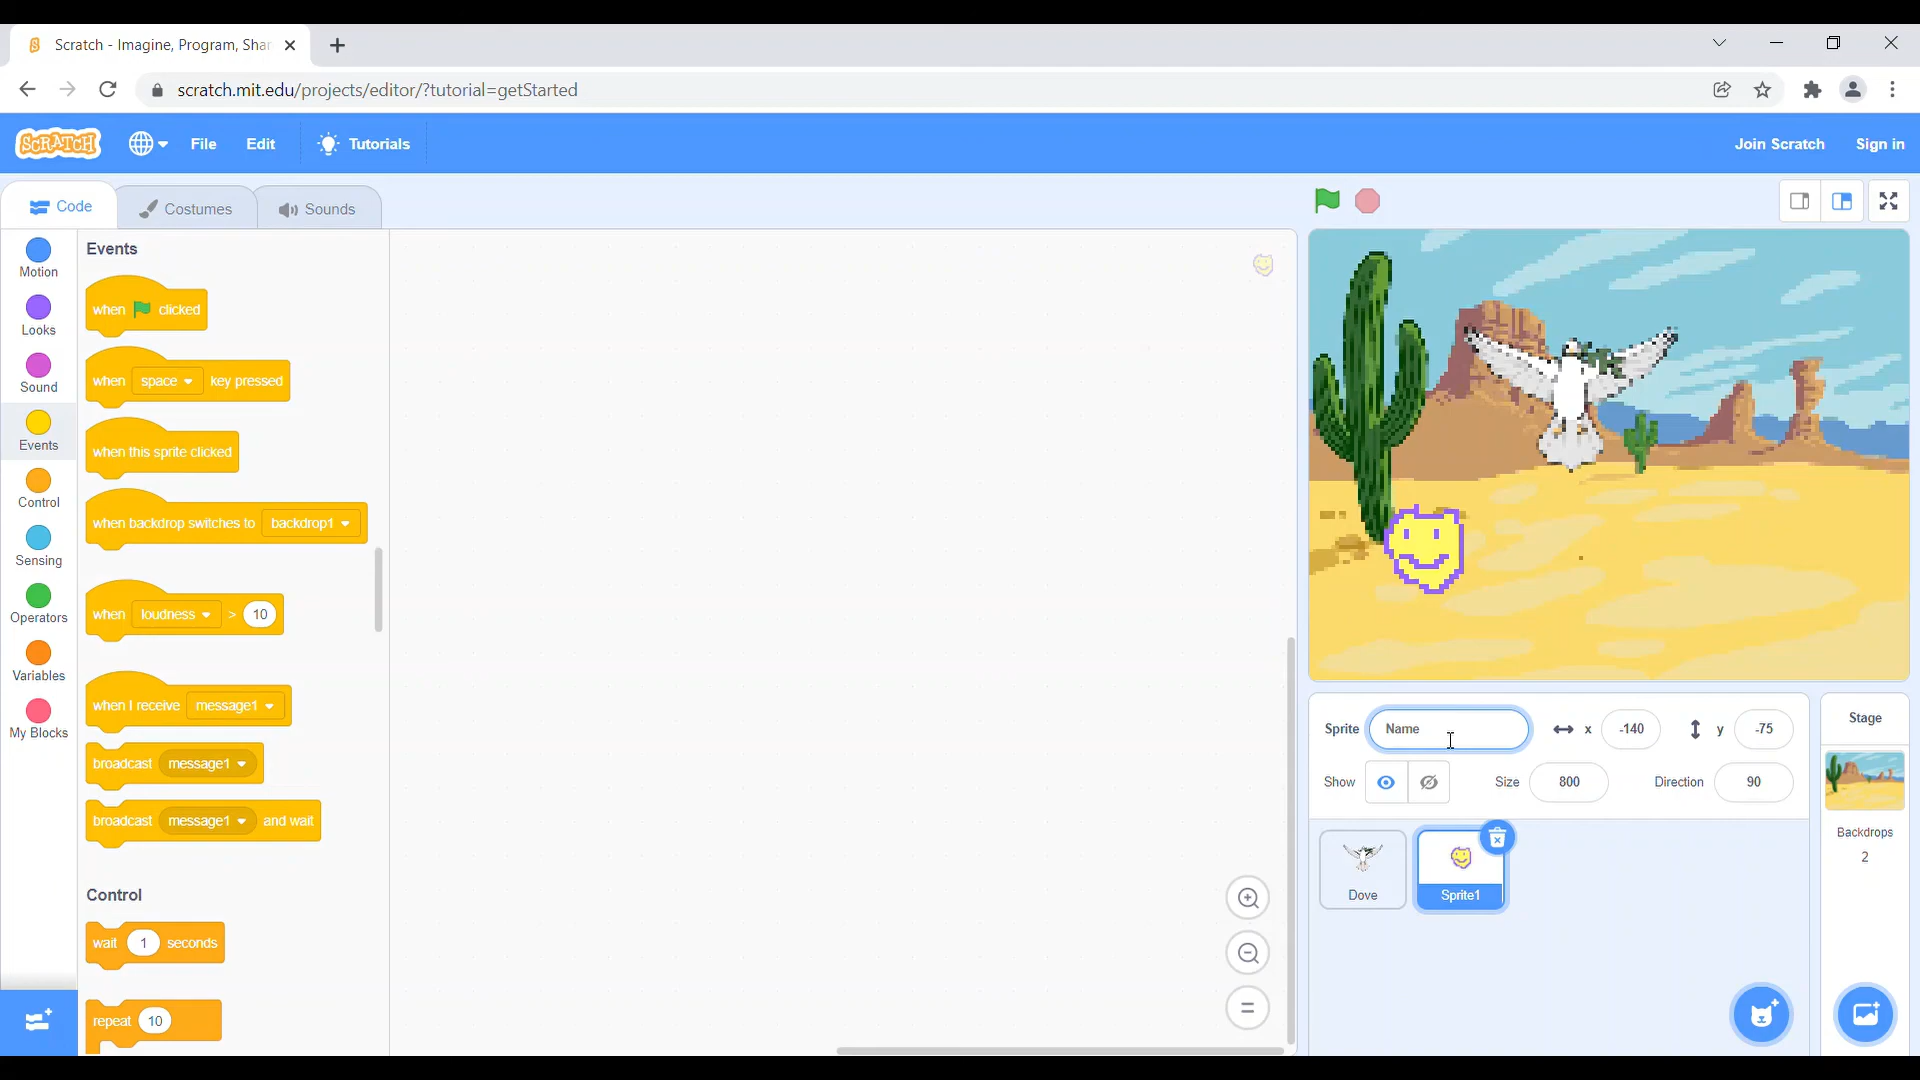 Scratch - Imagine, Program, Shar
scratch.mit.edu/projects/editor/?tutorial=getStarted
SCRATCH File Edit Tutorials Join Scratch Sign in
Code Costumes Sounds
Motion
Looks
Sound
Events
Control
Sensing
Operators
Variables
My Blocks
Events
when clicked
when space key pressed
when this sprite clicked
when backdrop switches to backdrop1
when loudness > 10
when I receive message1
broadcast message1
broadcast message1 and wait
Control
wait 1 seconds
repeat 10
Sprite Name x -140 y -75
Show Size 800 Direction 90
Dove
Sprite1
Stage
Backdrops
2